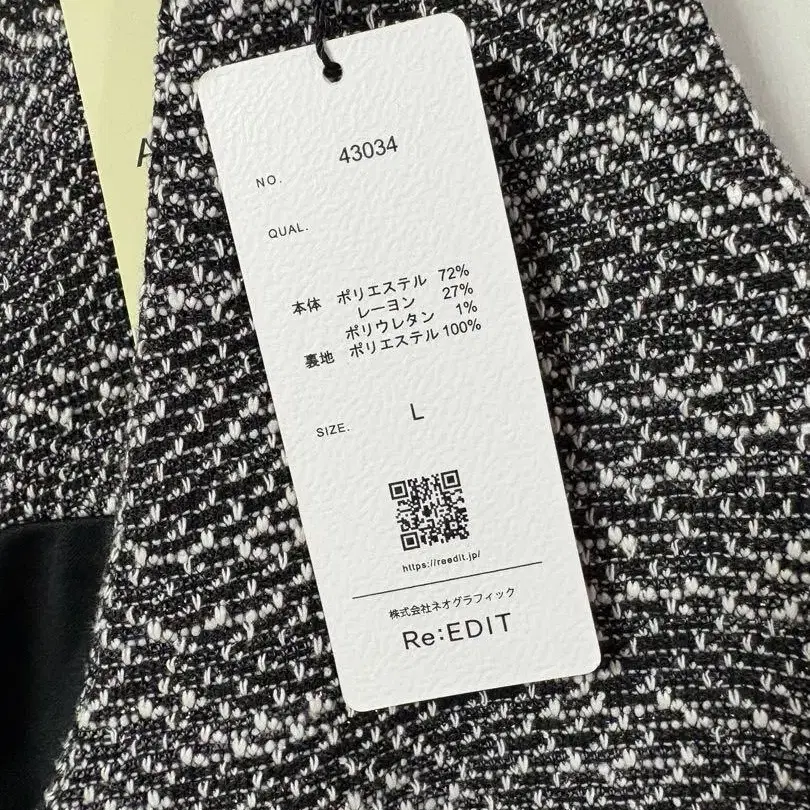 NO. 43034
QUAL.
本体 ポリエステル 72%
レーヨン 27%
ポリウレタン 1%
裏地 ポリエステル 100%
SIZE. L
https://reedit.jp/
株式会社ネオグラフィック
Re:EDIT
A